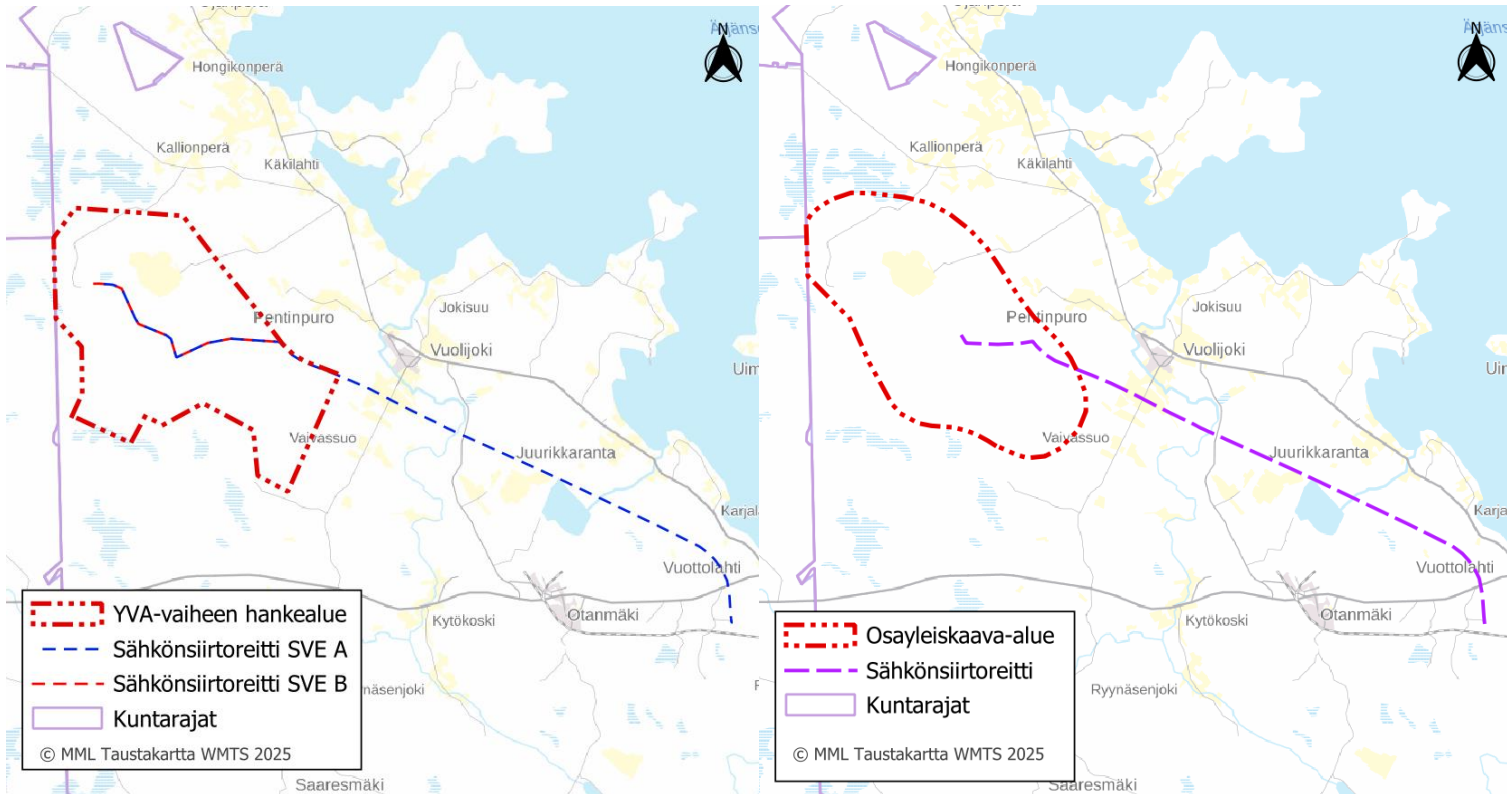 N
Hongikonperä
Kallionperä
Käkilahti
Pentinpuro
Jokisuu
Vuolijoki
Vaivassuo
Juurikkaranta
Vuottolahti
Kytökoski
Otanmäki
Saaresmäki
YVA-vaiheen hankealue
Sähkönsiirtoreitti SVE A
Sähkönsiirtoreitti SVE B
Kuntarajat
© MML Taustakartta WMTS 2025
N
Hongikonperä
Kallionperä
Käkilahti
Pentinpuro
Jokisuu
Vuolijoki
Vaivassuo
Juurikkaranta
Vuottolahti
Kytökoski
Otanmäki
Ryynäsenjoki
Saaresmäki
Osayleiskaava-alue
Sähkönsiirtoreitti
Kuntarajat
© MML Taustakartta WMTS 2025